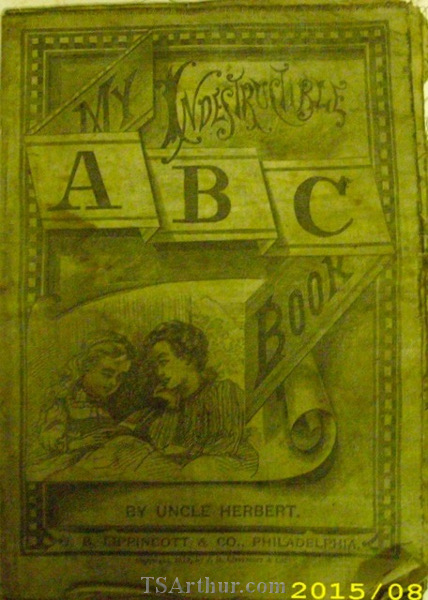 MY INDESTRUCTIBLE
A B C
BOOK
BY UNCLE HERBERT.
B. LIPPINCOTT & CO., PHILADELPHIA.
TSArthur.com
2015/08